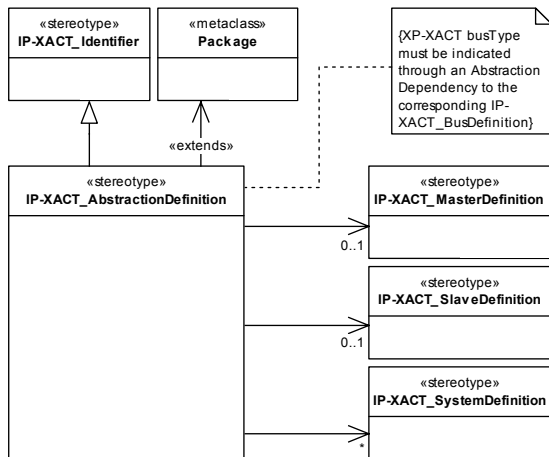 «stereotype»
IP-XACT_Identifier
«metaclass»
Package
{XP-XACT busType
must be indicated
through an Abstraction
Dependency to the
corresponding IP-
XACT_BusDefinition}
«extends»
«stereotype»
IP-XACT_AbstractionDefinition
«stereotype»
IP-XACT_MasterDefinition
0..1
«stereotype»
IP-XACT_SlaveDefinition
0..1
«stereotype»
IP-XACT_SystemDefinition
*